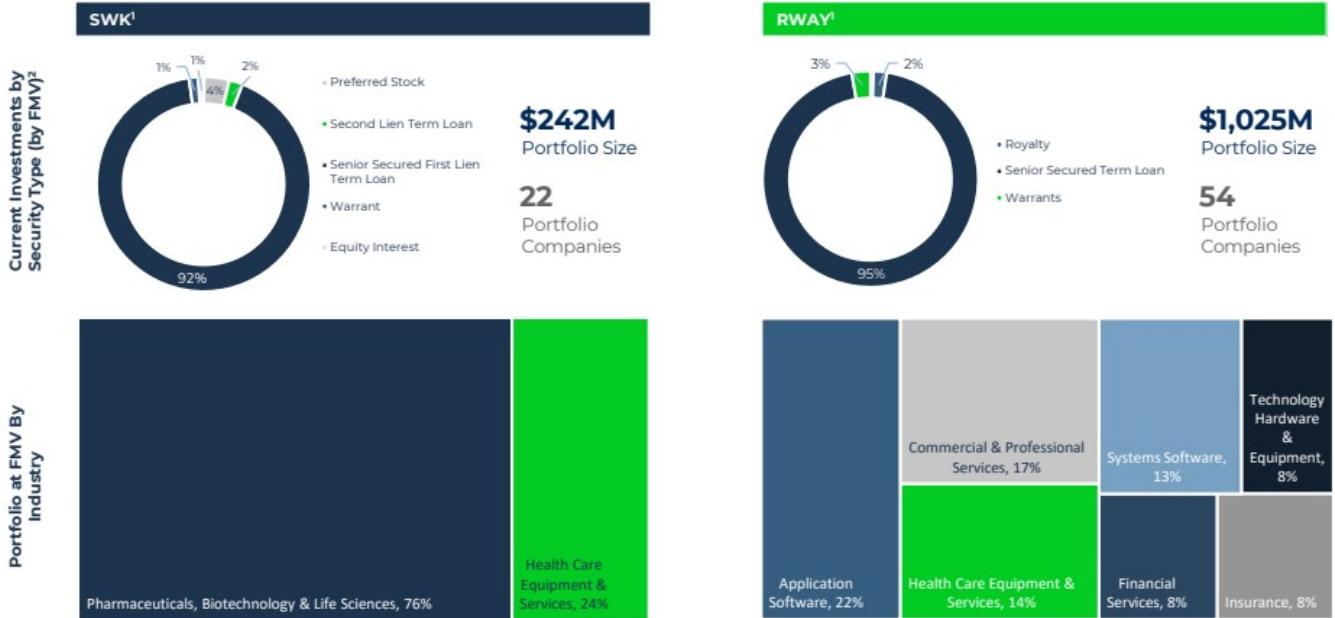 SWK¹
RWAY¹
Current Investments by
Security Type (by FMV)²
1%
1%
4%
2%
92%
Preferred Stock
Second Lien Term Loan
Senior Secured First Lien
Term Loan
Warrant
Equity Interest
$242M
Portfolio Size
22
Portfolio
Companies
3%
2%
95%
Royalty
Senior Secured Term Loan
Warrants
$1,025M
Portfolio Size
54
Portfolio
Companies
Portfolio at FMV By
Industry
Pharmaceuticals, Biotechnology & Life Sciences, 76%
Health Care
Equipment &
Services, 24%
Application
Software, 22%
Commercial & Professional
Services, 17%
Health Care Equipment &
Services, 14%
Systems Software,
13%
Technology
Hardware
&
Equipment,
8%
Financial
Services, 8%
Insurance, 8%